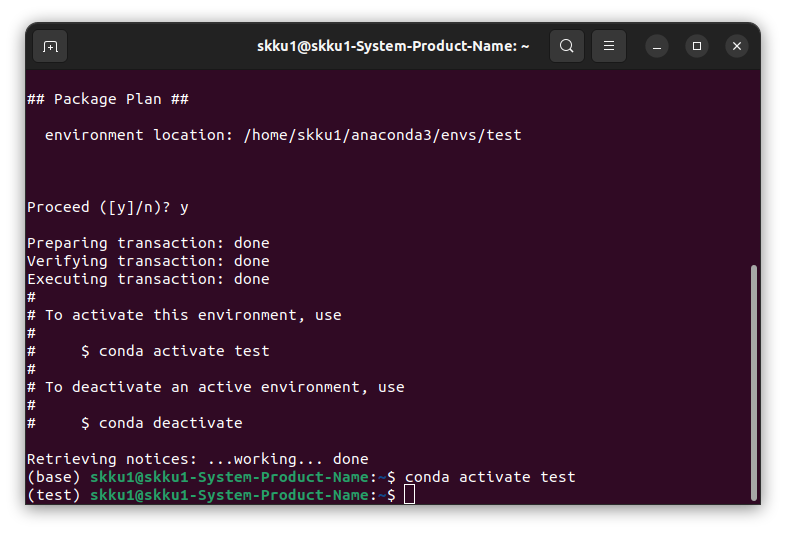 skku1@skku1-System-Product-Name: ~
## Package Plan ##
environment location: /home/skku1/anaconda3/envs/test
Proceed ([y]/n)? y
Preparing transaction: done
Verifying transaction: done
Executing transaction: done
#
# To activate this environment, use
#
#     $ conda activate test
#
# To deactivate an active environment, use
#
#     $ conda deactivate
Retrieving notices: ...working... done
(base) skku1@skku1-System-Product-Name:~$ conda activate test
(test) skku1@skku1-System-Product-Name:~$